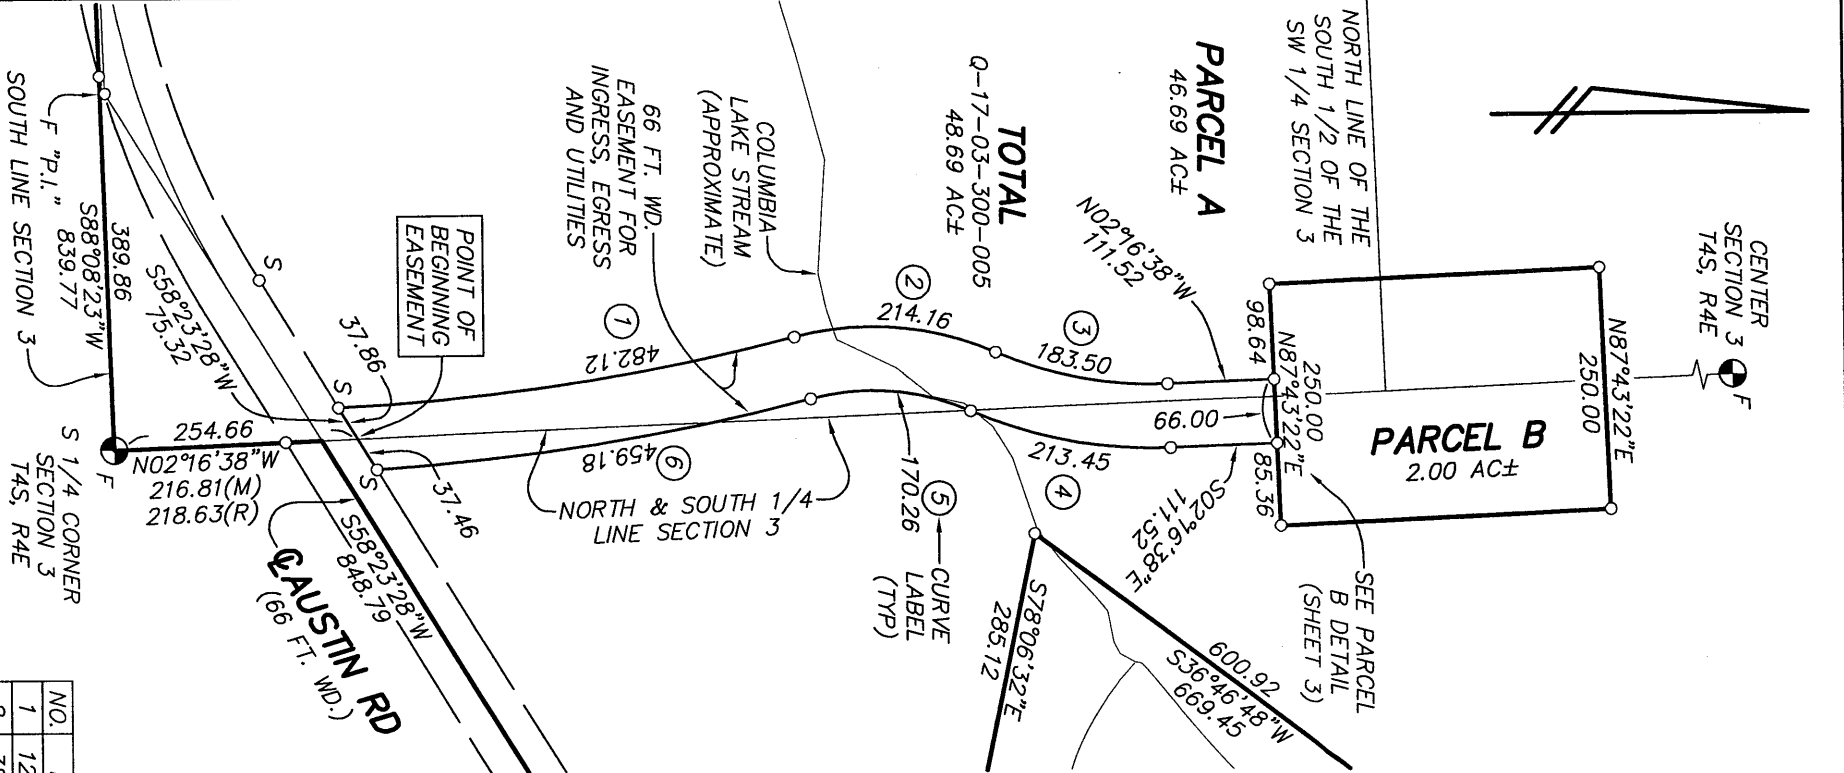 CENTER
SECTION 3
T4S, R4E
F
NORTH LINE OF THE
SOUTH 1/2 OF THE
SW 1/4 SECTION 3
N87°43'22"E
250.00
PARCEL B
2.00 AC±
250.00
N87°43'22"E
98.64
66.00
85.36
SEE PARCEL
B DETAIL
(SHEET 3)
PARCEL A
46.69 AC±
N02°16'38"W
111.52
S02°16'38"E
111.52
TOTAL
Q-17-03-300-005
48.69 AC±
3
183.50
4
213.45
2
214.16
5
170.26
CURVE
LABEL
(TYP)
600.92
S36°46'48"W
669.45
S78°06'32"E
285.12
COLUMBIA
LAKE STREAM
(APPROXIMATE)
66 FT. WD.
EASEMENT FOR
INGRESS, EGRESS
AND UTILITIES
1
482.12
6
459.18
NORTH & SOUTH 1/4
LINE SECTION 3
POINT OF
BEGINNING
EASEMENT
37.86
37.46
S
S
S
S58°23'28"W
75.32
S58°23'28"W
848.79
℄ AUSTIN RD
(66 FT. WD.)
254.66
N02°16'38"W
216.81(M)
218.63(R)
389.86
S88°08'23"W
839.77
F "P.I."
SOUTH LINE SECTION 3
F
S 1/4 CORNER
SECTION 3
T4S, R4E
NO.
1